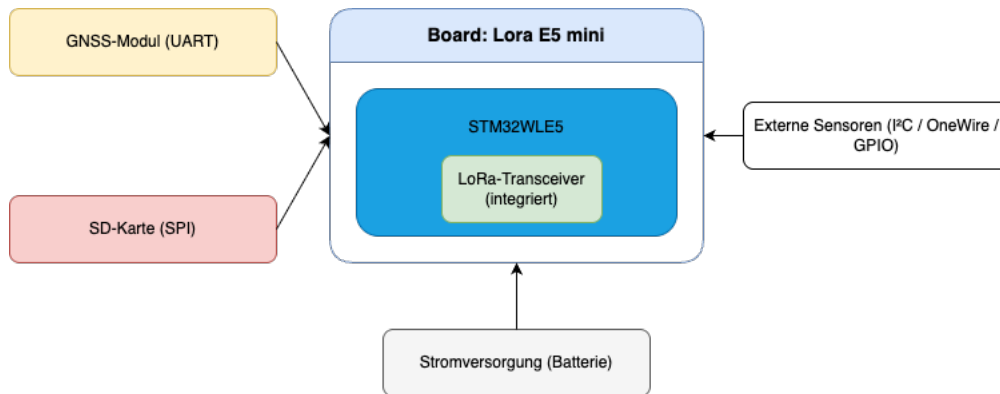 GNSS-Modul (UART)
Board: Lora E5 mini
STM32WLE5
LoRa-Transceiver
(integriert)
Externe Sensoren (I²C / OneWire /
GPIO)
SD-Karte (SPI)
Stromversorgung (Batterie)